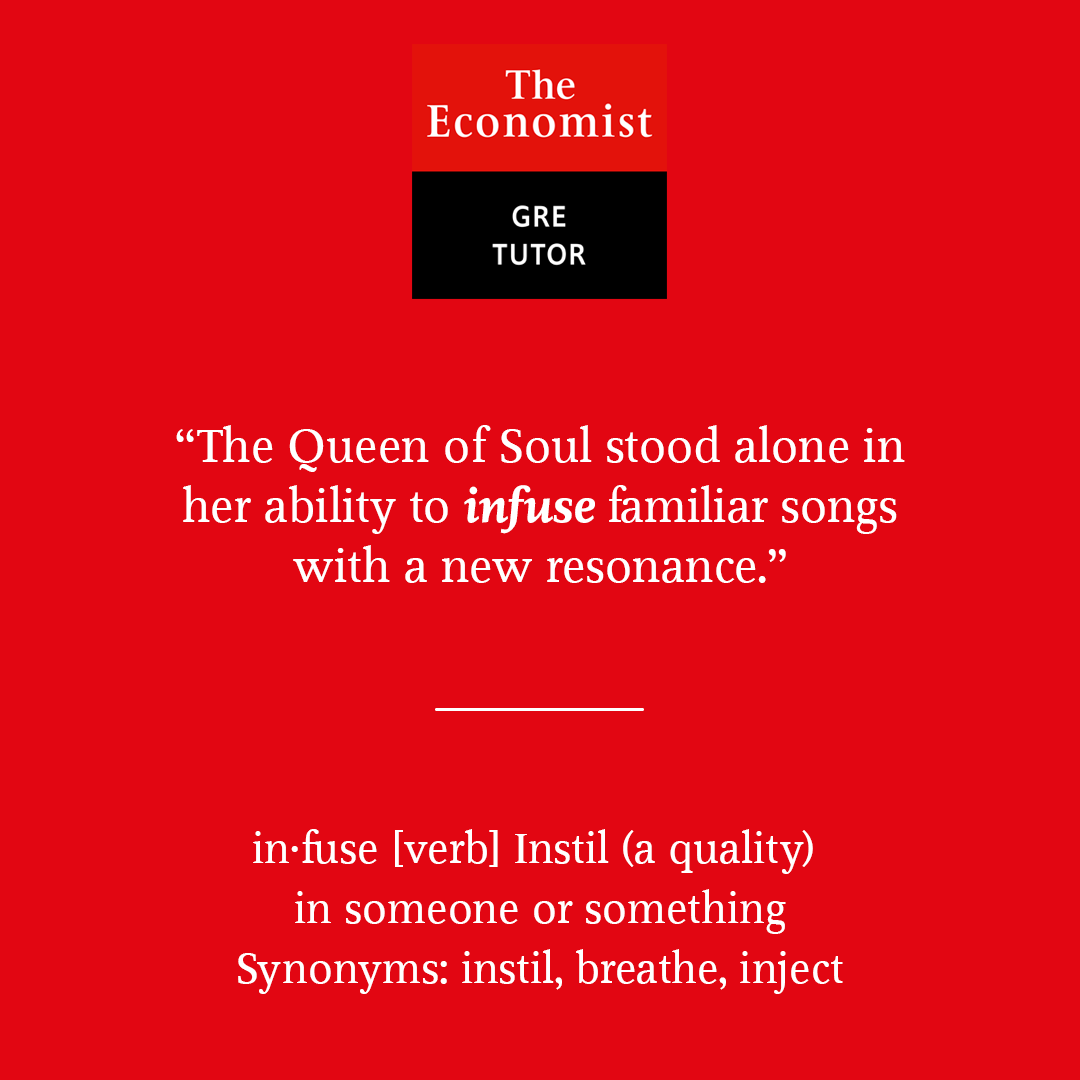 The
Economist
GRE
TUTOR
“The Queen of Soul stood alone in
her ability to infuse familiar songs
with a new resonance.”
in·fuse [verb] Instil (a quality)
in someone or something
Synonyms: instil, breathe, inject